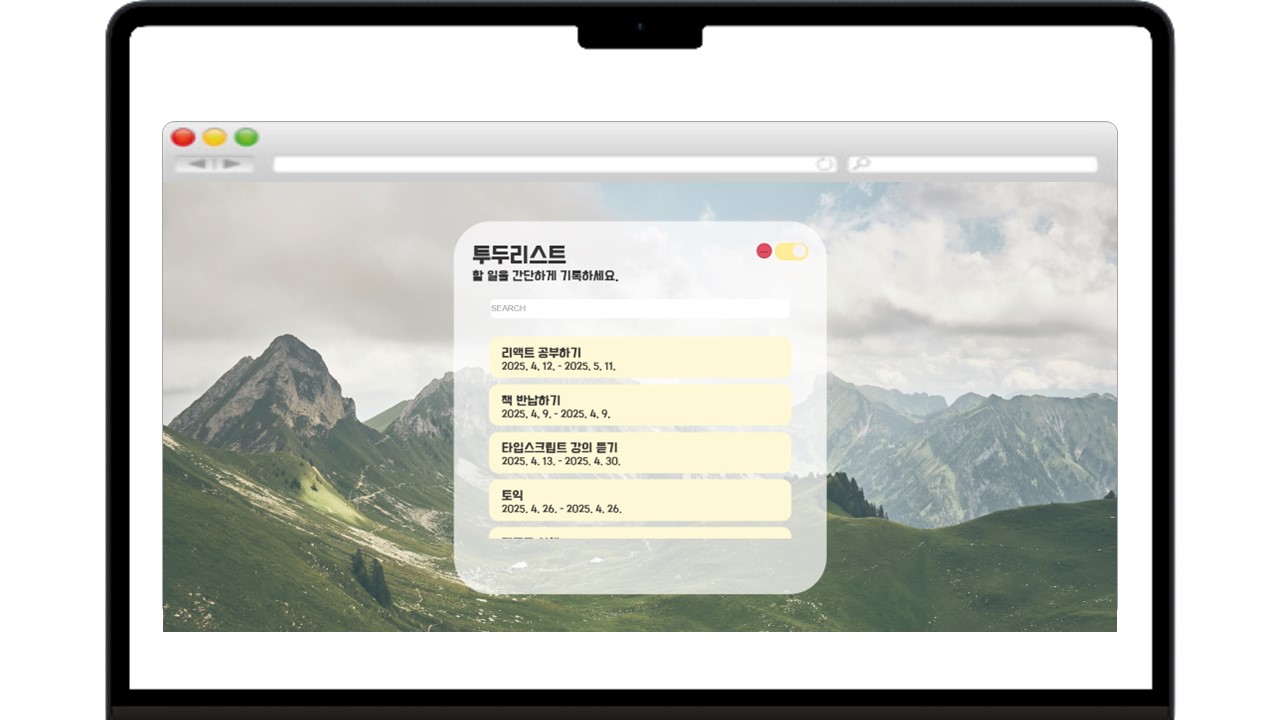 투두리스트
할 일을 간단하게 기록하세요.
SEARCH
리액트 공부하기
2025. 4. 12. - 2025. 5. 11.
책 반납하기
2025. 4. 9. - 2025. 4. 9.
타입스크립트 강의 듣기
2025. 4. 13. - 2025. 4. 30.
토익
2025. 4. 26. - 2025. 4. 26.